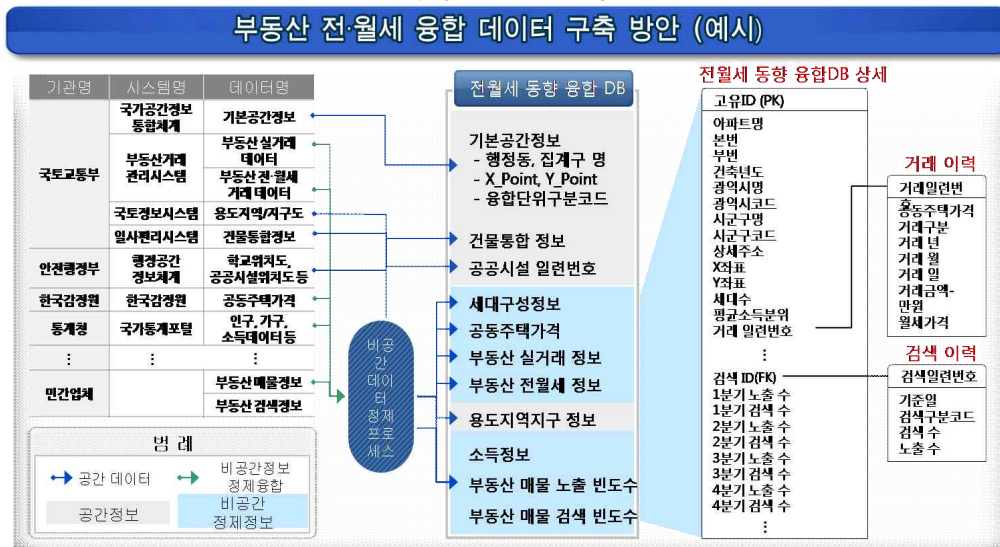 부동산 전·월세 융합 데이터 구축 방안 (예시)
기관명
시스템명
데이터명
국토교통부
국가공간정보
통합체계
기본공간정보
부동산거래
관리시스템
부동산 실거래
데이터
부동산 전·월세
거래 데이터
국토정보시스템
용도지역/지구도
일사편리시스템
건물통합정보
안전행정부
행정공간
정보체계
학교위치도,
공공시설위치도 등
한국감정원
한국감정원
공동주택가격
통계청
국가통계포털
인구, 가구,
소득데이터 등
⋮
⋮
⋮
민간업체
부동산 매물정보
부동산 검색정보
범 례
공간 데이터
비공간정보
정제융합
공간정보
비공간
정제정보
비공
간
데이
터
정제
프로
세스
전월세 동향 융합 DB
기본공간정보
- 행정동, 집계구 명
- X_Point, Y_Point
- 융합단위구분코드
건물통합 정보
공공시설 일련번호
세대구성정보
공동주택가격
부동산 실거래 정보
부동산 전월세 정보
용도지역지구 정보
소득정보
부동산 매물 노출 빈도수
부동산 매물 검색 빈도수
전월세 동향 융합DB 상세
고유ID (PK)
아파트명
본번
부번
건축년도
광역시명
광역시코드
시군구명
시군구코드
상세주소
X좌표
Y좌표
세대수
평균소득분위
거래 일련번호
⋮
검색 ID(FK)
1분기 노출 수
1분기 검색 수
2분기 노출 수
2분기 검색 수
3분기 노출 수
3분기 검색 수
4분기 노출 수
4분기 검색 수
⋮
거래 이력
거래일련번
호
공동주택가격
거래구분
거래 년
거래 월
거래 일
거래금액-
만원
월세가격
검색 이력
검색일련번호
기준일
검색구분코드
검색 수
노출 수